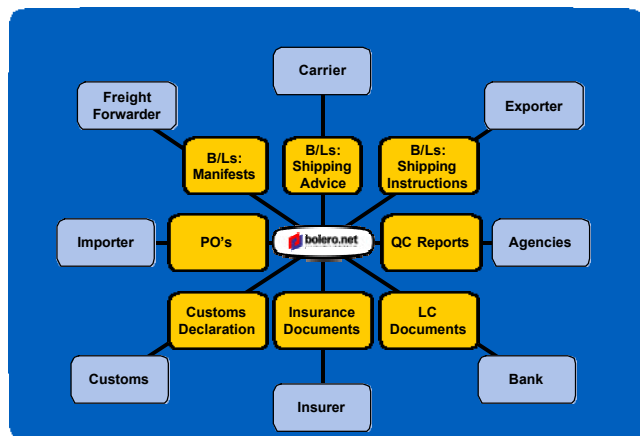 Carrier
Freight
Forwarder
Exporter
B/Ls:
Manifests
B/Ls:
Shipping
Advice
B/Ls:
Shipping
Instructions
Importer
PO's
bolero.net
QC Reports
Agencies
Customs
Declaration
Insurance
Documents
LC
Documents
Customs
Insurer
Bank